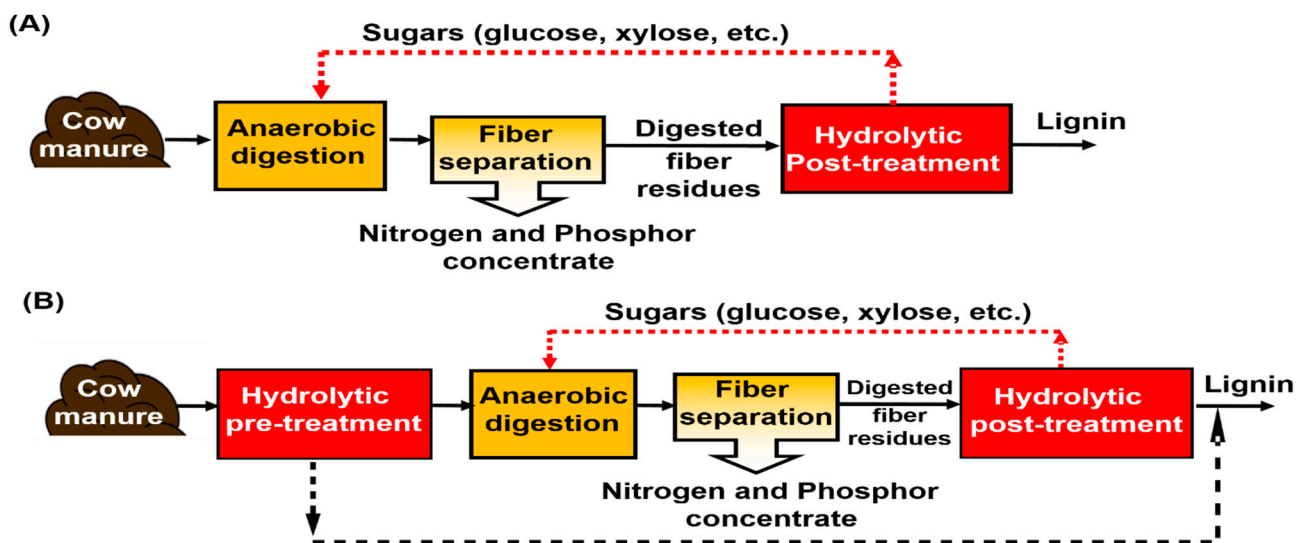 (A)
Sugars (glucose, xylose, etc.)
Cow
manure
Anaerobic
digestion
Fiber
separation
Digested
fiber
residues
Hydrolytic
Post-treatment
Lignin
Nitrogen and Phosphor
concentrate
(B)
Sugars (glucose, xylose, etc.)
Cow
manure
Hydrolytic
pre-treatment
Anaerobic
digestion
Fiber
separation
Digested
fiber
residues
Hydrolytic
post-treatment
Lignin
Nitrogen and Phosphor
concentrate